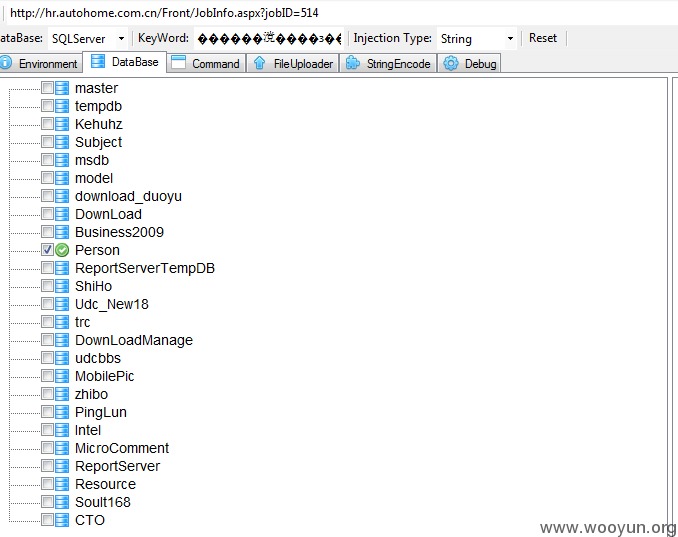 http://hr.autohome.com.cn/Front/JobInfo.aspx?jobID=514
ataBase: SQLServer KeyWord: ������涜����з�� Injection Type: String Reset
Environment DataBase Command FileUploader StringEncode Debug
master
tempdb
Kehuhz
Subject
msdb
model
download_duoyu
DownLoad
Business2009
Person
ReportServerTempDB
ShiHo
Udc_New18
trc
DownLoadManage
udcbbs
MobilePic
zhibo
PingLun
Intel
MicroComment
ReportServer
Resource
Soult168
CTO
www.wooyun.org